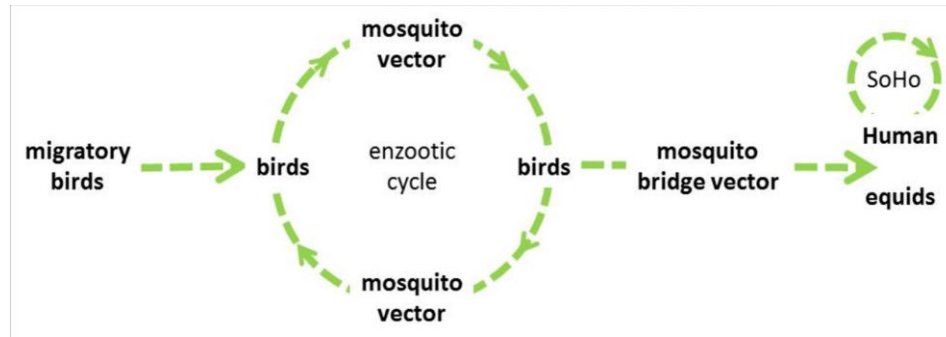 mosquito
vector
SoHo
migratory
birds
birds
enzootic
cycle
birds
mosquito
bridge vector
Human
equids
mosquito
vector